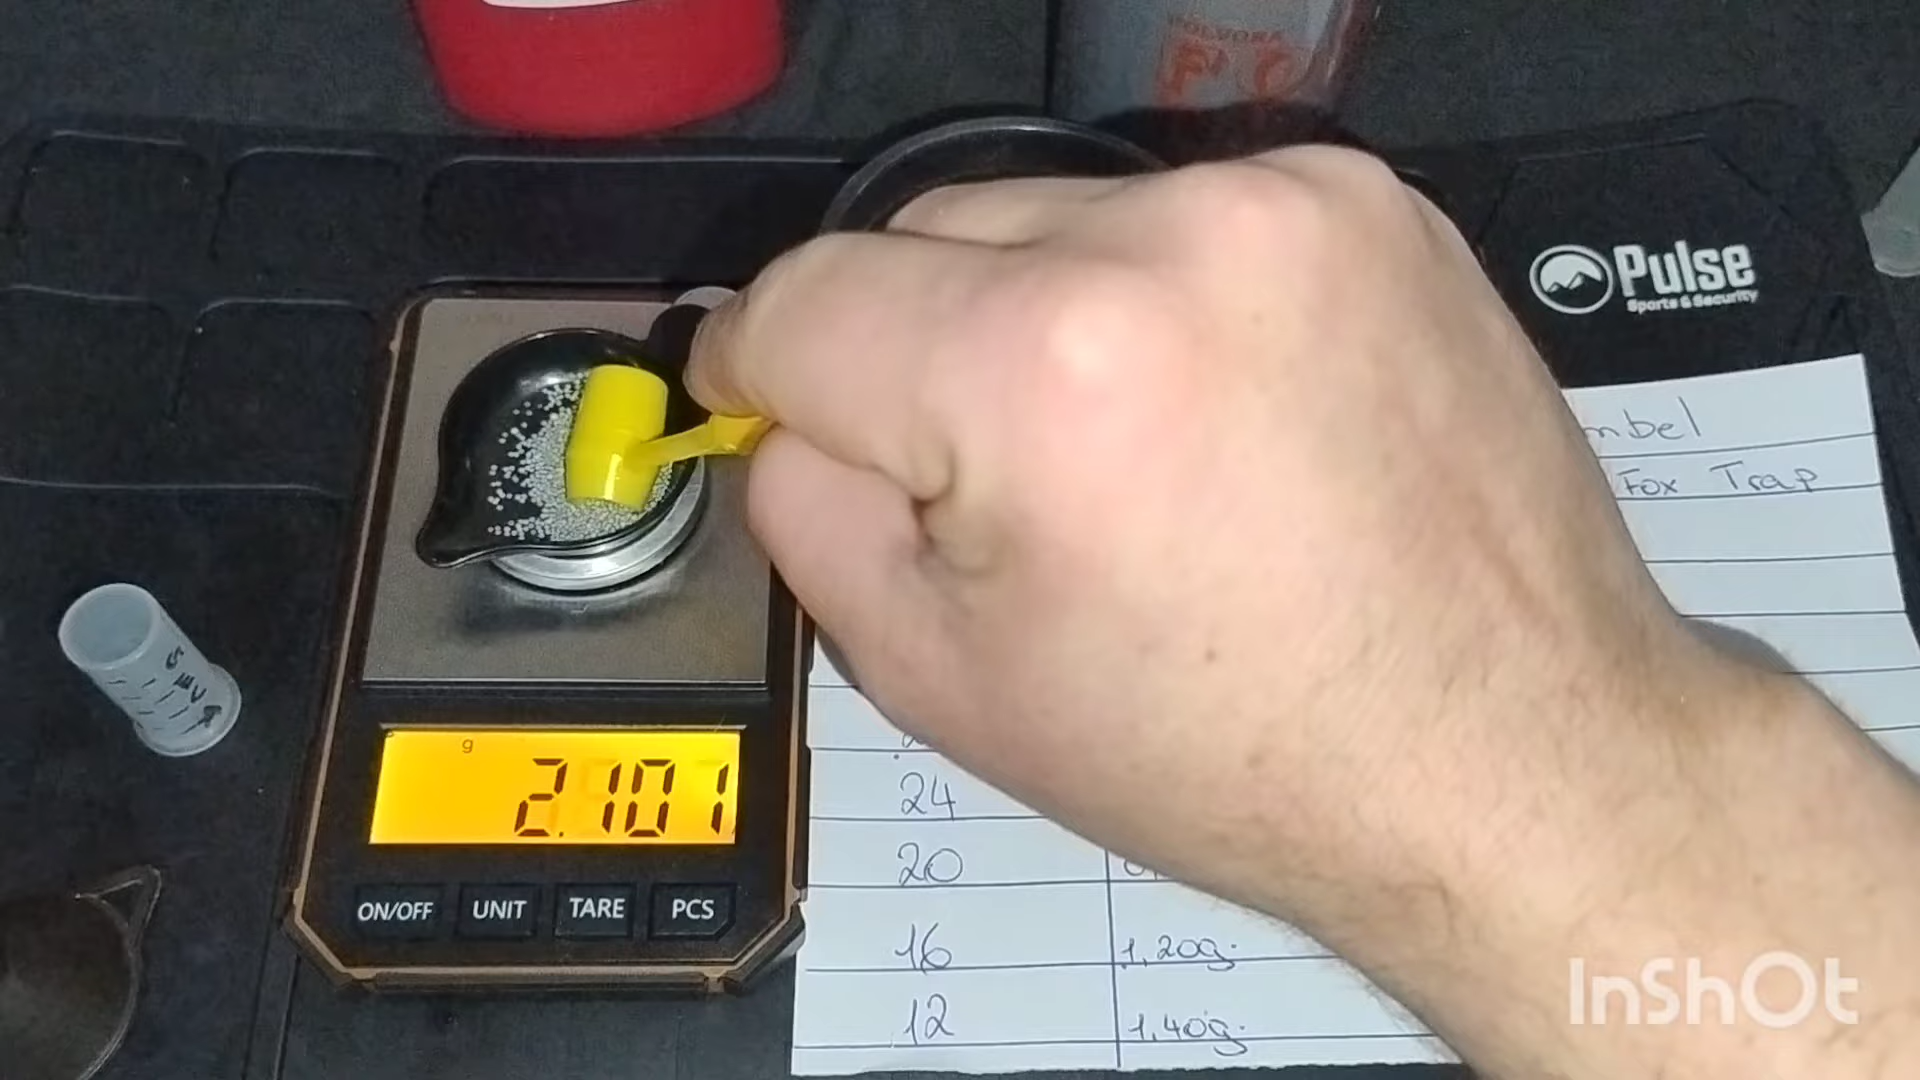 Pulse
Sports & Security
Fox Trap
g
2.101
24
20
ON/OFF UNIT TARE PCS
16 1,20g.
12 1,40g.
InShOt